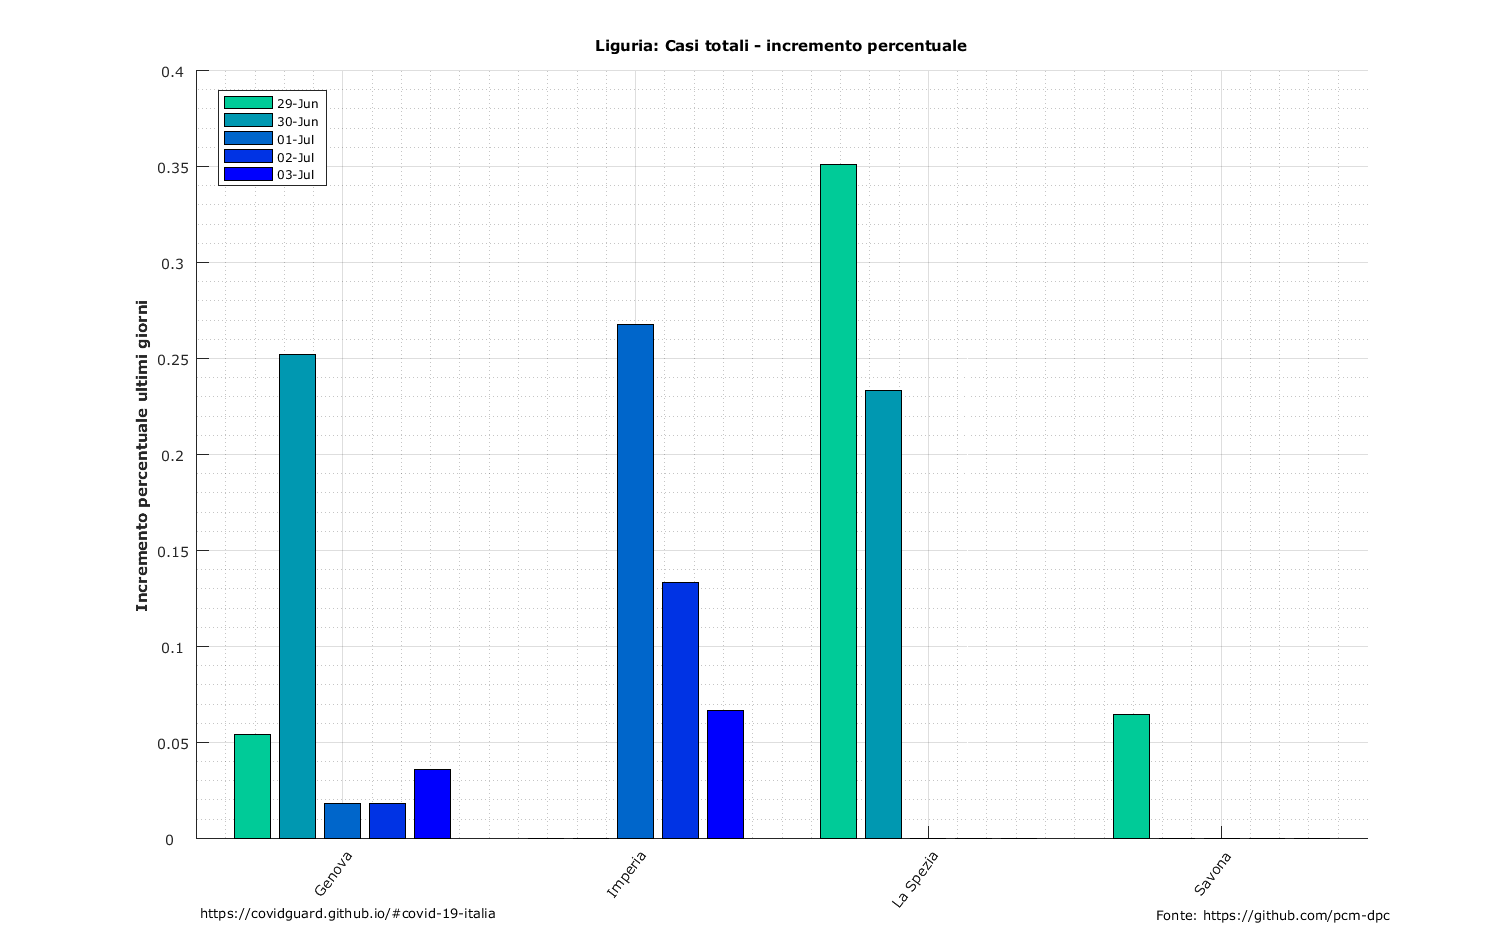 Liguria: Casi totali - incremento percentuale
0.4
0.35
0.3
0.25
0.2
0.15
0.1
0.05
0
Incremento percentuale ultimi giorni
29-Jun
30-Jun
01-Jul
02-Jul
03-Jul
Genova
Imperia
La Spezia
Savona
https://covidguard.github.io/#covid-19-italia
Fonte: https://github.com/pcm-dpc